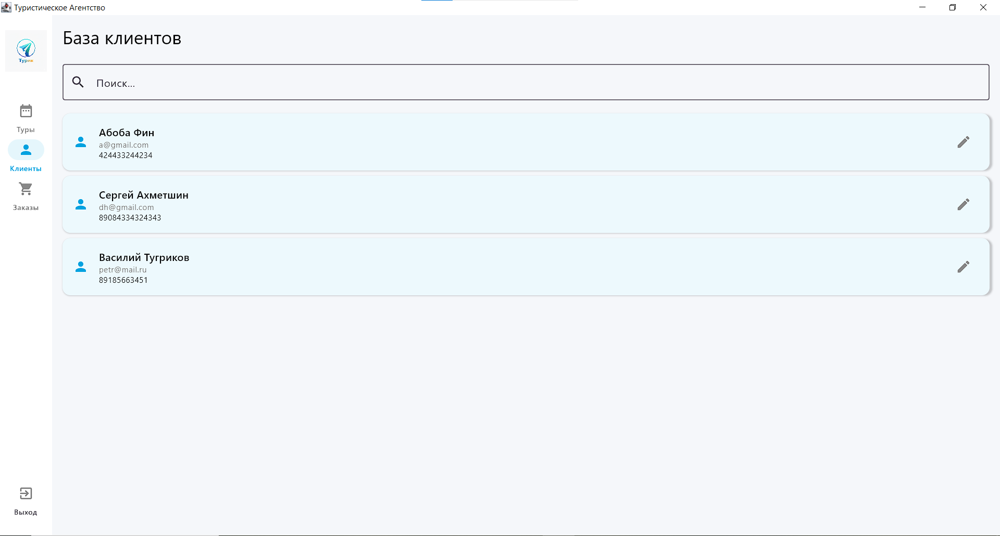 Туристическое Агентство
Турик
Туры
Клиенты
Заказы
Выход
База клиентов
Поиск...
Абоба Фин
a@gmail.com
424433244234
Сергей Ахметшин
dh@gmail.com
89084334324343
Василий Тугриков
petr@mail.ru
89185663451